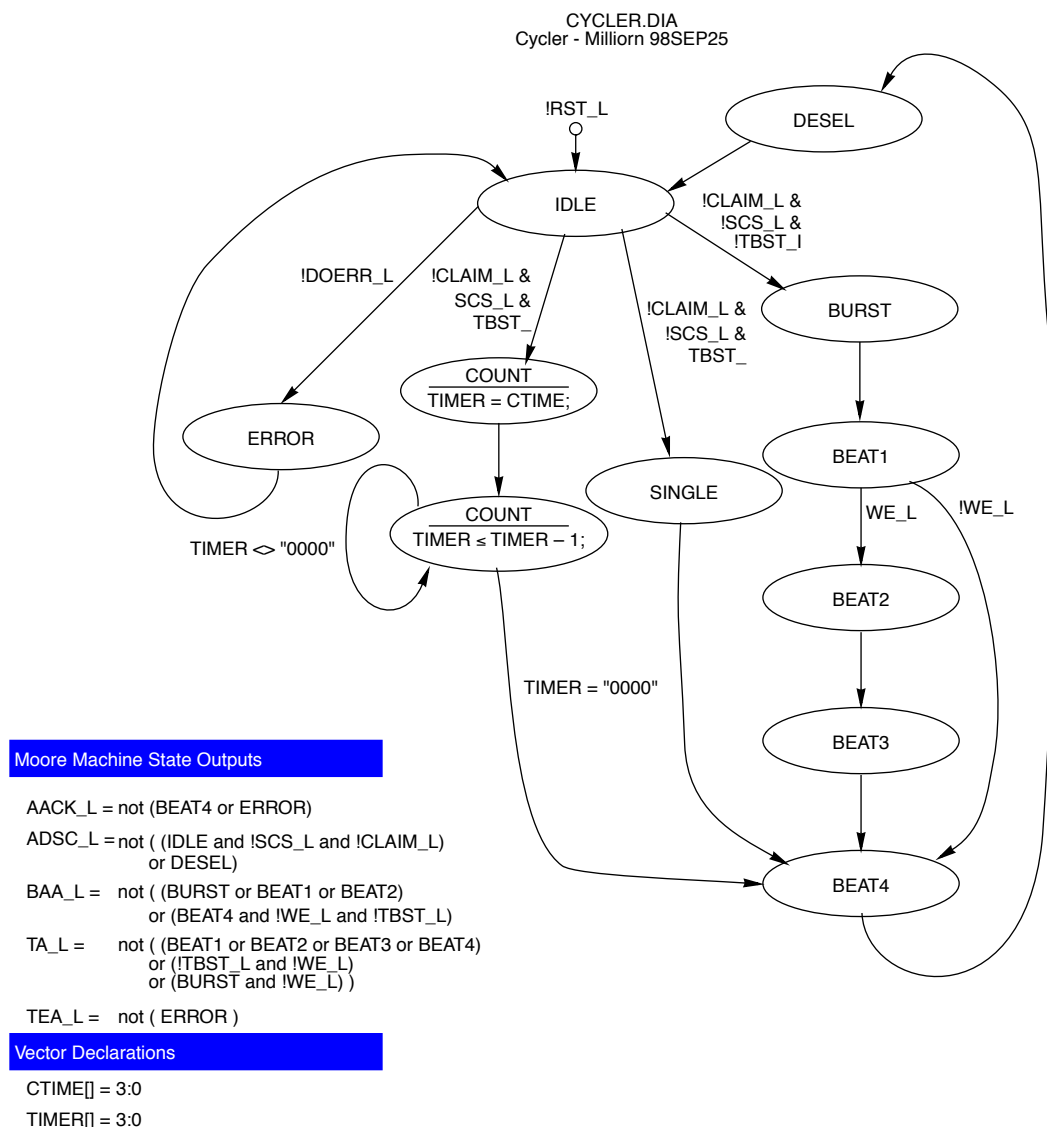 CYCLER.DIA
Cycler - Milliorn 98SEP25
!RST_L
DESEL
IDLE
!CLAIM_L &
!SCS_L &
!TBST_I
!DOERR_L
!CLAIM_L &
SCS_L &
TBST_
!CLAIM_L &
!SCS_L &
TBST_
BURST
COUNT
TIMER = CTIME;
ERROR
BEAT1
SINGLE
COUNT
TIMER ≤ TIMER – 1;
WE_L
!WE_L
TIMER <> "0000"
BEAT2
TIMER = "0000"
BEAT3
BEAT4
Moore Machine State Outputs
AACK_L = not (BEAT4 or ERROR)
ADSC_L = not ( (IDLE and !SCS_L and !CLAIM_L)
or DESEL)
BAA_L = not ( (BURST or BEAT1 or BEAT2)
or (BEAT4 and !WE_L and !TBST_L)
TA_L = not ( (BEAT1 or BEAT2 or BEAT3 or BEAT4)
or (!TBST_L and !WE_L)
or (BURST and !WE_L) )
TEA_L = not ( ERROR )
Vector Declarations
CTIME[] = 3:0
TIMER[] = 3:0